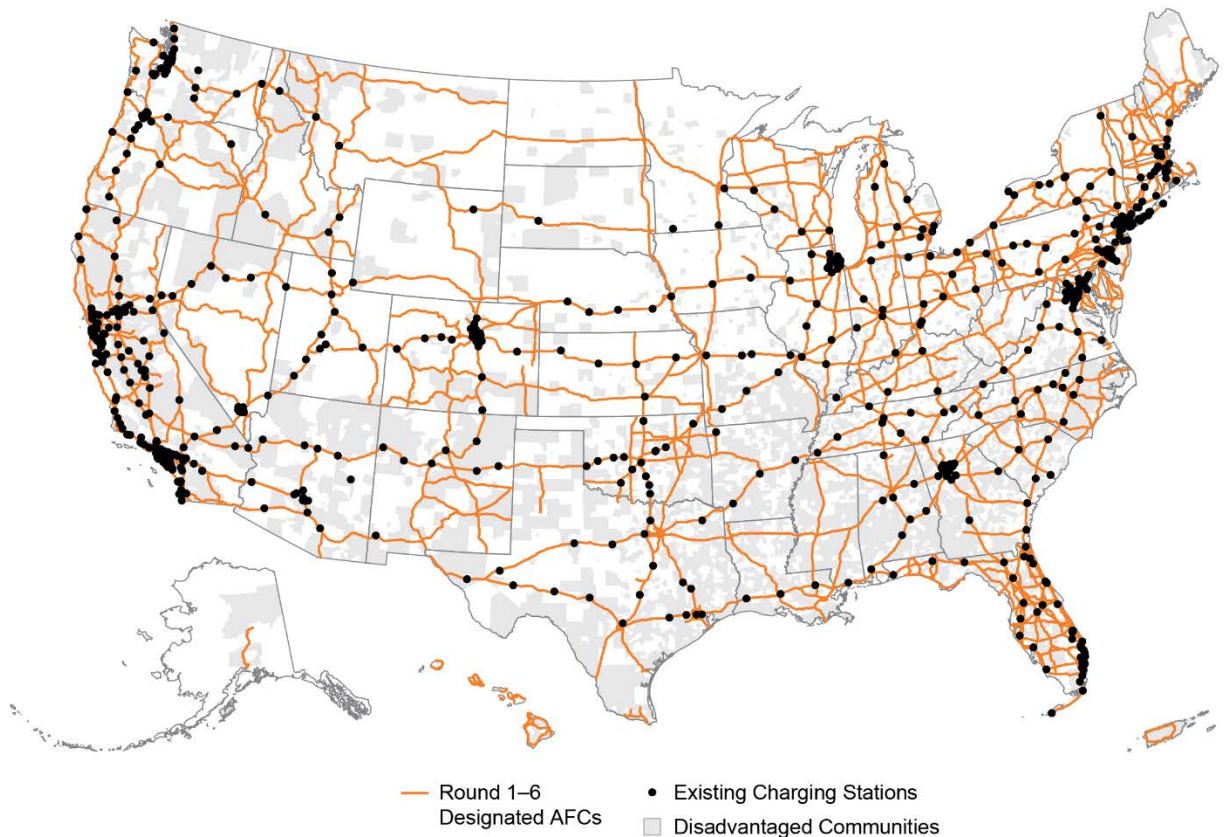 Round 1–6
Designated AFCs
Existing Charging Stations
Disadvantaged Communities